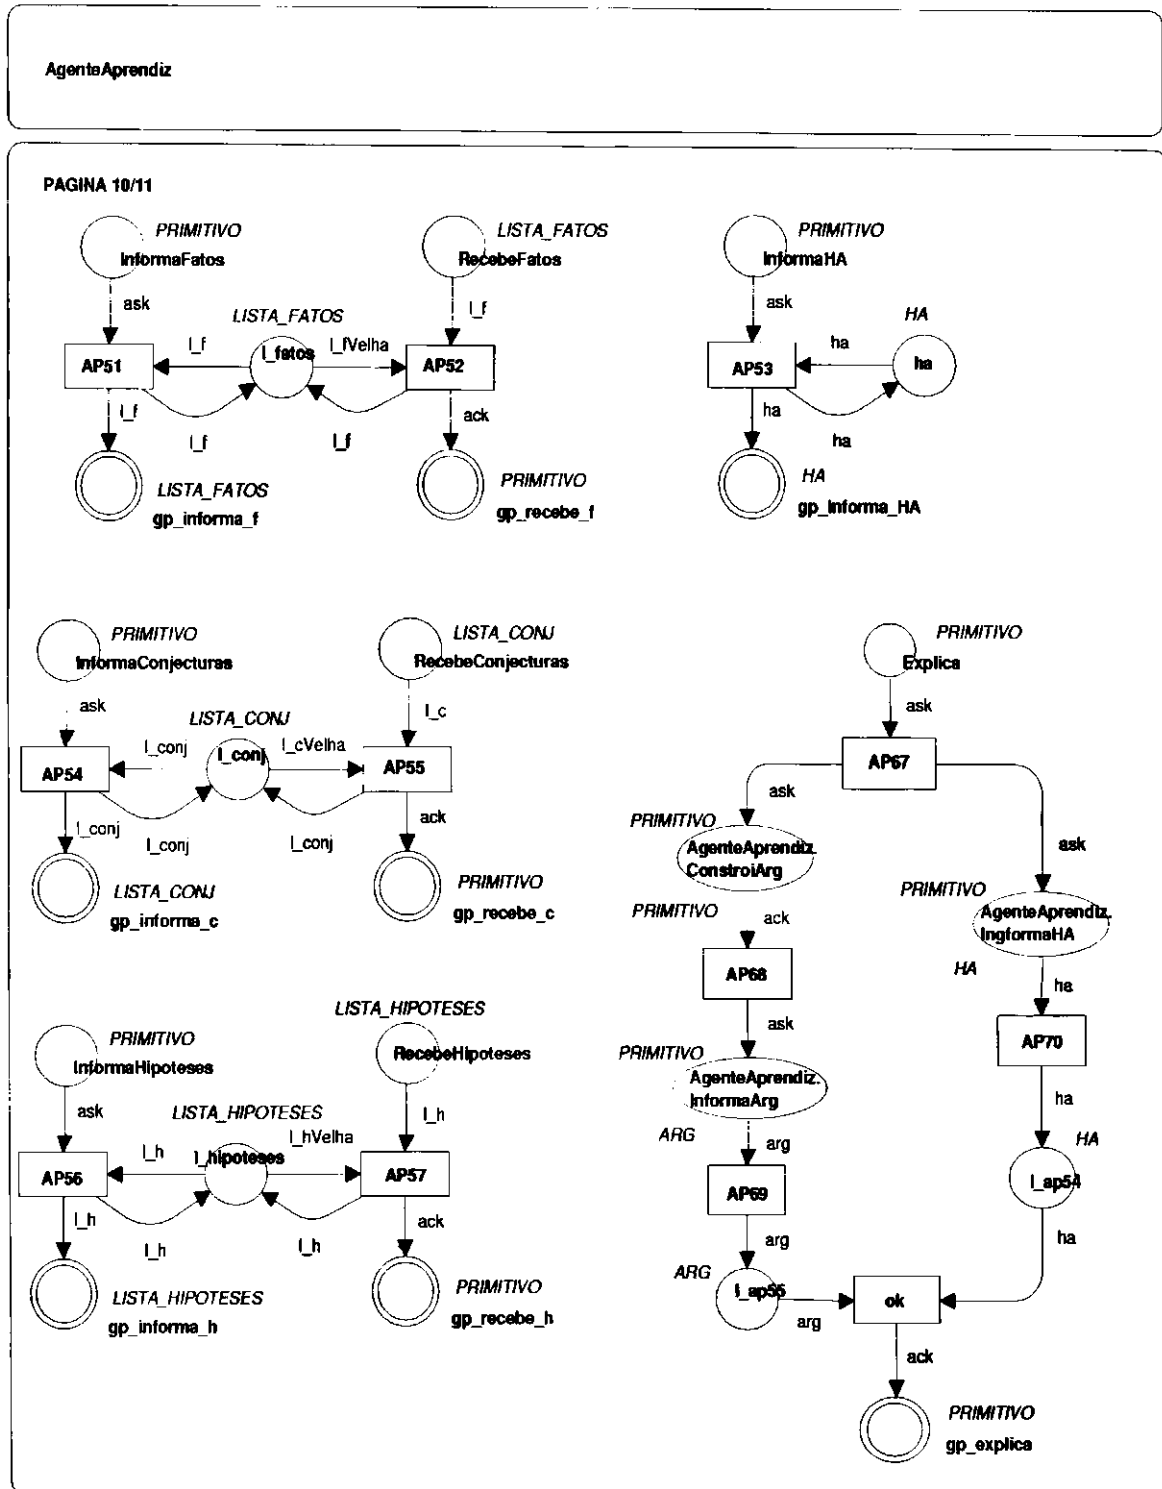 AgenteAprendiz
PAGINA 10/11
PRIMITIVO
InformaFatos
ask
LISTA_FATOS
RecebeFatos
l_f
PRIMITIVO
InformaHA
ask
LISTA_FATOS
l_fatos
l_f
l_fVelha
AP51
AP52
l_f
l_f
l_f
ack
HA
ha
ha
AP53
ha
ha
LISTA_FATOS
gp_informa_f
PRIMITIVO
gp_recebe_f
HA
gp_informa_HA
PRIMITIVO
InformaConjecturas
ask
LISTA_CONJ
RecebeConjecturas
l_c
LISTA_CONJ
l_conj
l_conj
l_cVelha
AP54
AP55
l_conj
l_conj
l_conj
ack
LISTA_CONJ
gp_informa_c
PRIMITIVO
gp_recebe_c
PRIMITIVO
InformaHipoteses
ask
LISTA_HIPOTESES
RecebeHipoteses
l_h
LISTA_HIPOTESES
l_hipoteses
l_h
l_hVelha
AP56
AP57
l_h
l_h
l_h
ack
LISTA_HIPOTESES
gp_informa_h
PRIMITIVO
gp_recebe_h
PRIMITIVO
Explica
ask
AP67
ask
ask
PRIMITIVO
AgenteAprendiz.
ConstroiArg
PRIMITIVO
ack
AP68
ask
PRIMITIVO
AgenteAprendiz.
InformaArg
ARG
arg
AP69
arg
ARG
l_ap55
arg
PRIMITIVO
AgenteAprendiz.
IngformaHA
HA
ha
AP70
ha
HA
l_ap54
ha
ok
ack
PRIMITIVO
gp_explica